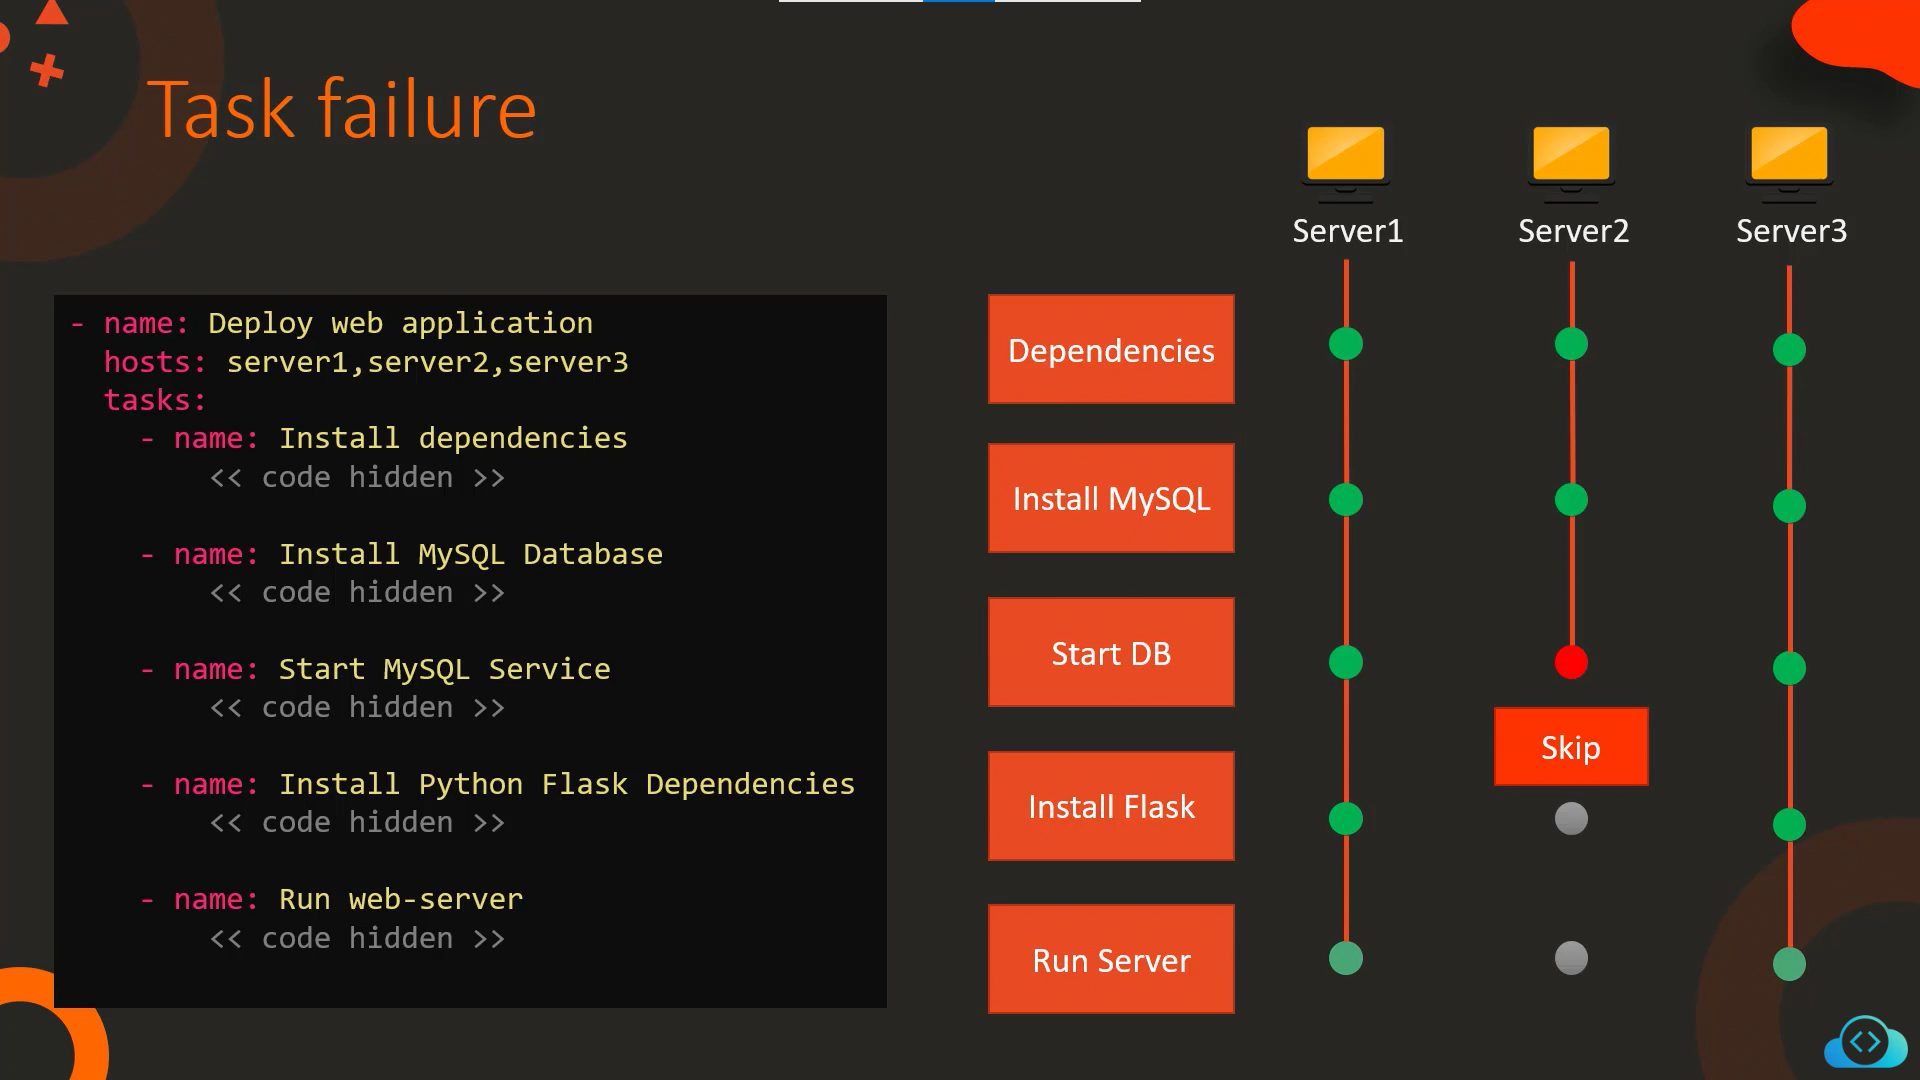 Task failure
Server1
Server2
Server3
- name: Deploy web application
hosts: server1,server2,server3
tasks:
- name: Install dependencies
<< code hidden >>
- name: Install MySQL Database
<< code hidden >>
- name: Start MySQL Service
<< code hidden >>
- name: Install Python Flask Dependencies
<< code hidden >>
- name: Run web-server
<< code hidden >>
Dependencies
Install MySQL
Start DB
Install Flask
Run Server
Skip